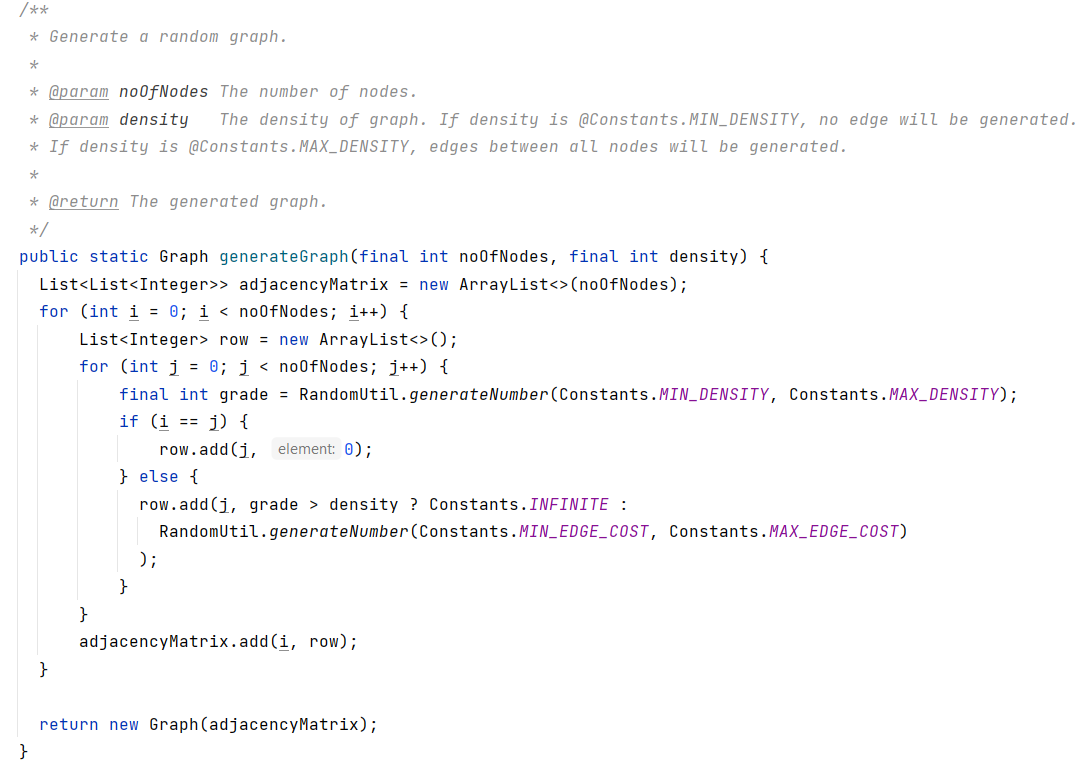 /**
 * Generate a random graph.
 *
 * @param noOfNodes The number of nodes.
 * @param density   The density of graph. If density is @Constants.MIN_DENSITY, no edge will be generated.
 * If density is @Constants.MAX_DENSITY, edges between all nodes will be generated.
 *
 * @return The generated graph.
 */
public static Graph generateGraph(final int noOfNodes, final int density) {
  List<List<Integer>> adjacencyMatrix = new ArrayList<>(noOfNodes);
  for (int i = 0; i < noOfNodes; i++) {
      List<Integer> row = new ArrayList<>();
      for (int j = 0; j < noOfNodes; j++) {
          final int grade = RandomUtil.generateNumber(Constants.MIN_DENSITY, Constants.MAX_DENSITY);
          if (i == j) {
              row.add(j, element: 0);
          } else {
            row.add(j, grade > density ? Constants.INFINITE :
              RandomUtil.generateNumber(Constants.MIN_EDGE_COST, Constants.MAX_EDGE_COST)
            );
          }
      }
      adjacencyMatrix.add(i, row);
  }

  return new Graph(adjacencyMatrix);
}